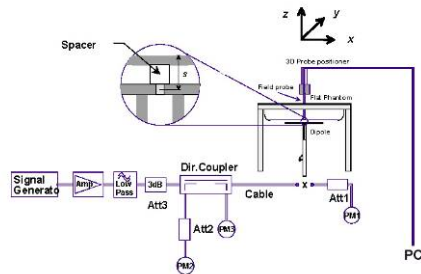 z
y
x
Spacer
s
3D Probe positioner
Field probe
Flat Phantom
Dipole
Signal
Generato
Amp
Low
Pass
3dB
Att3
Dir.Coupler
Cable
x
Att1
PM1
Att2
PM3
PM2
PC